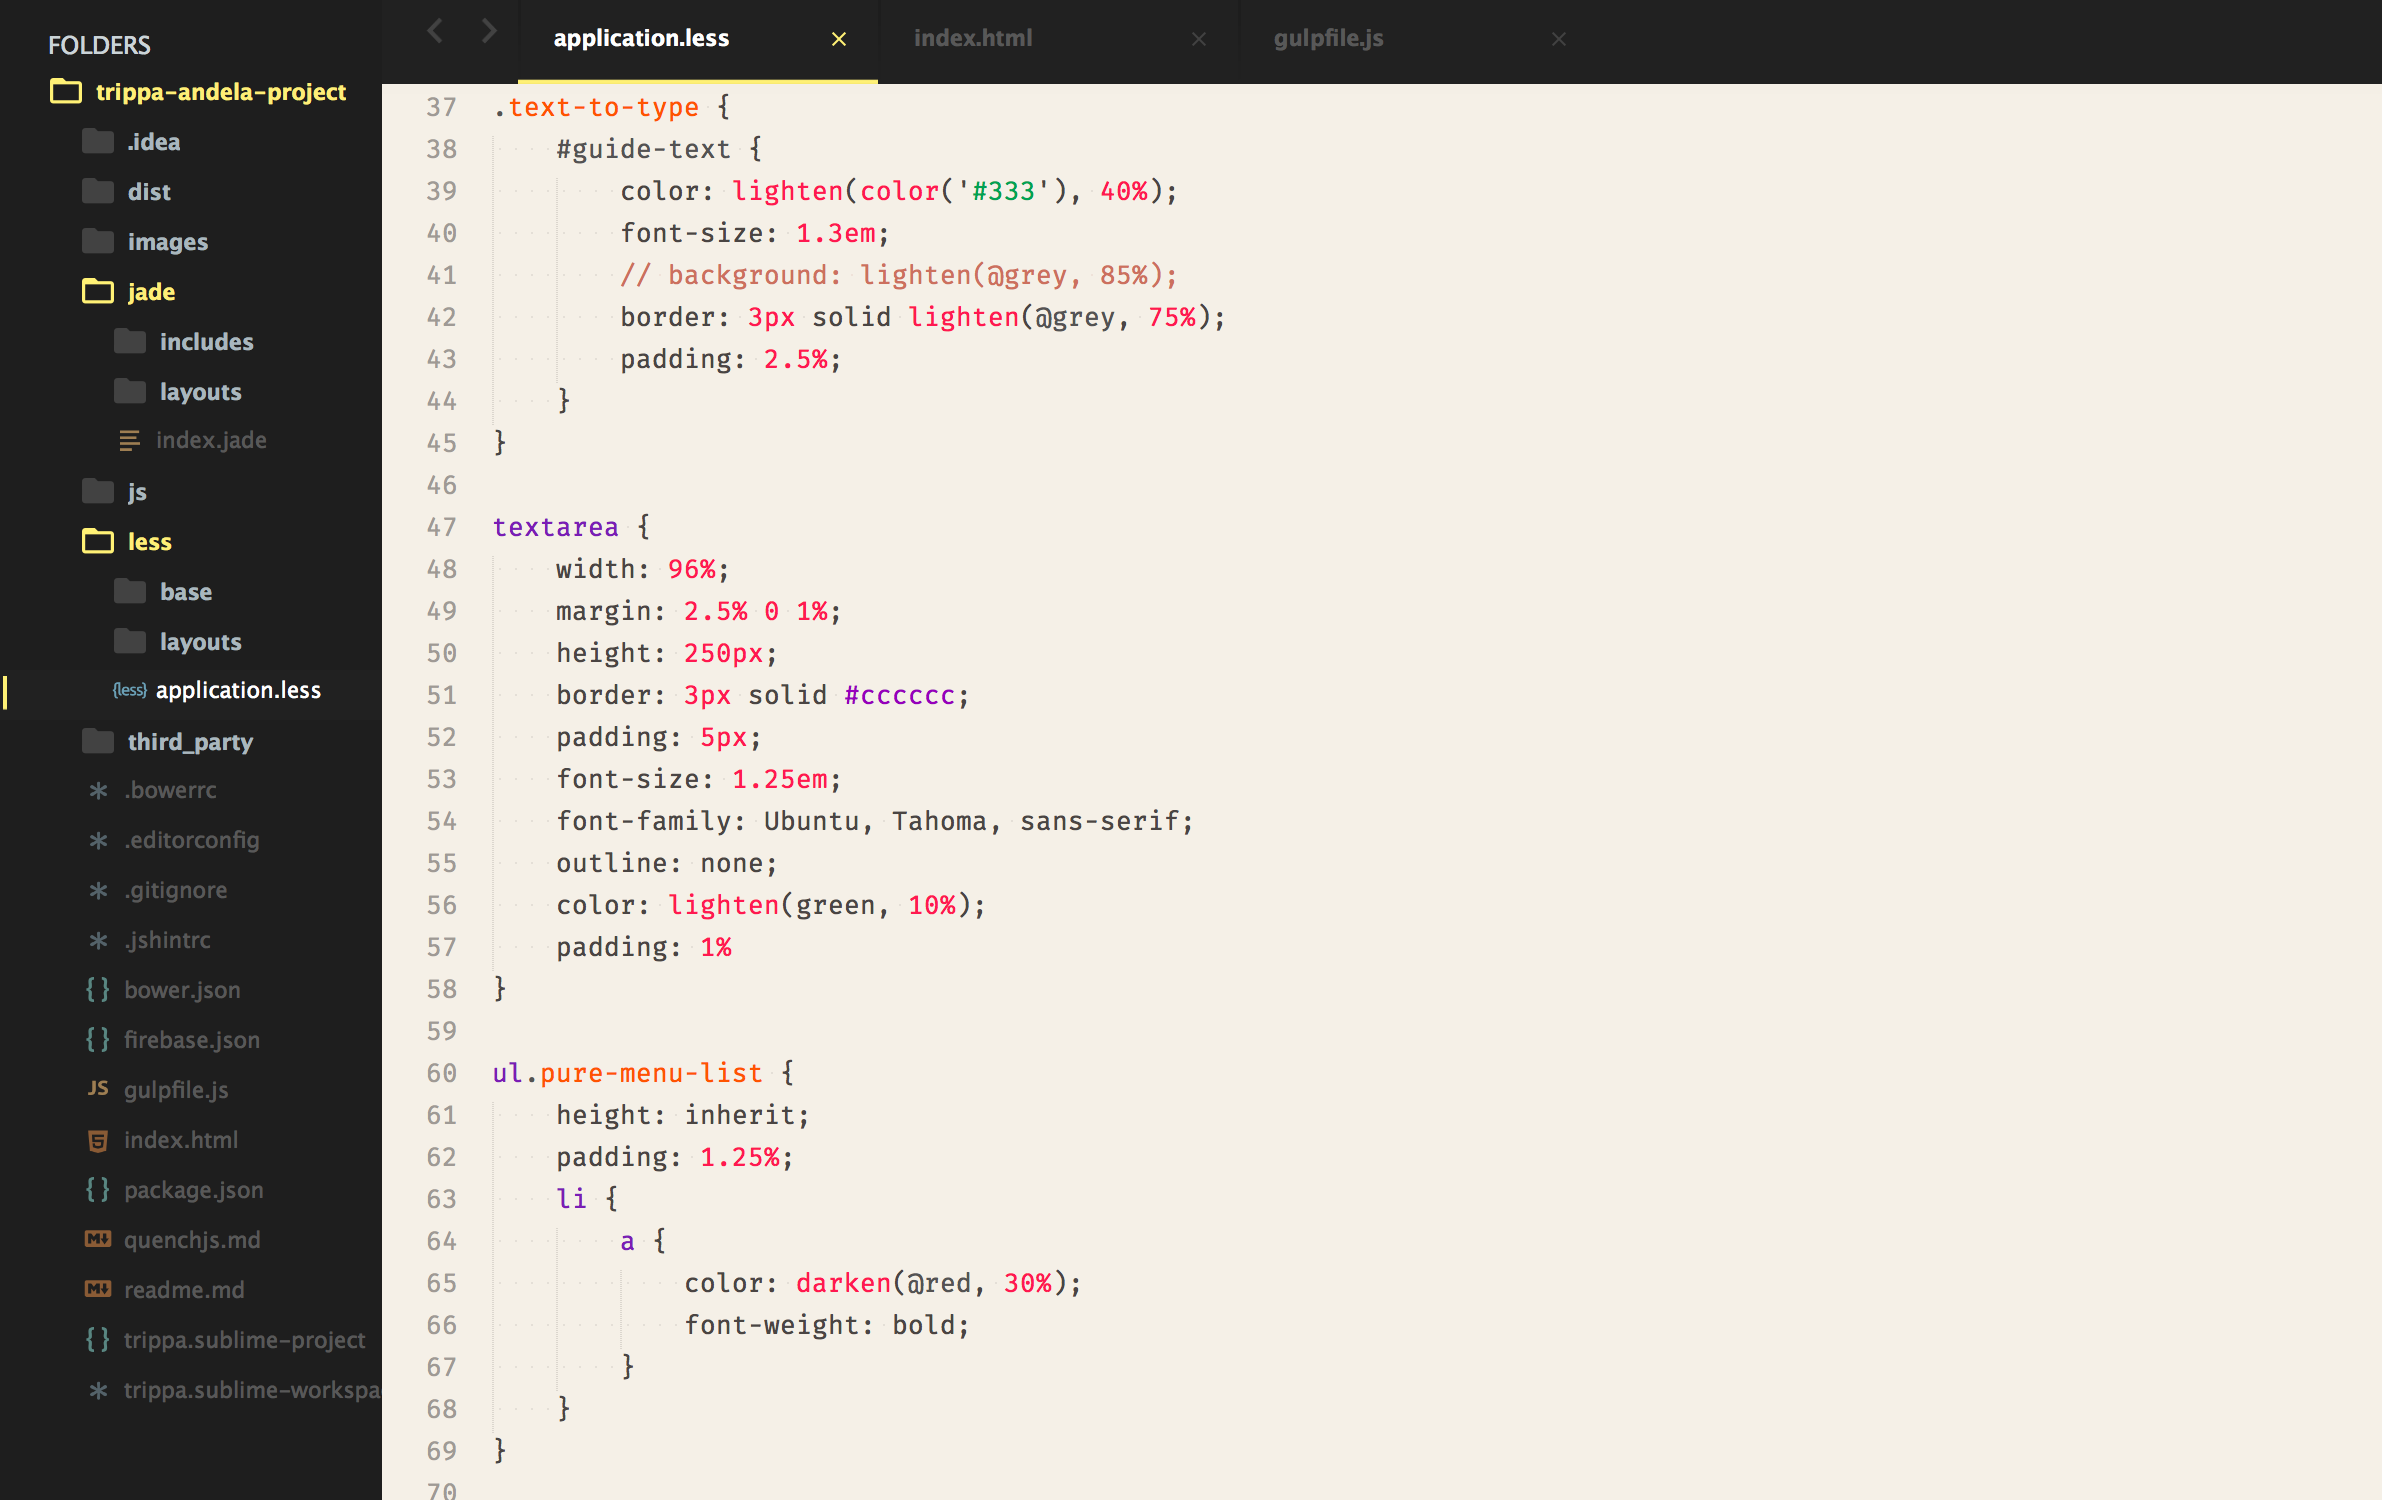 FOLDERS
trippa-andela-project
.idea
dist
images
jade
includes
layouts
index.jade
js
less
base
layouts
{less} application.less
third_party
.bowerrc
.editorconfig
.gitignore
.jshintrc
{ } bower.json
{ } firebase.json
JS gulpfile.js
5 index.html
{ } package.json
M quenchjs.md
M readme.md
{ } trippa.sublime-project
trippa.sublime-workspa
application.less × index.html × gulpfile.js ×
37 .text-to-type {
38 #guide-text {
39 color: lighten(color('#333'), 40%);
40 font-size: 1.3em;
41 // background: lighten(@grey, 85%);
42 border: 3px solid lighten(@grey, 75%);
43 padding: 2.5%;
44 }
45 }
46
47 textarea {
48 width: 96%;
49 margin: 2.5% 0 1%;
50 height: 250px;
51 border: 3px solid #cccccc;
52 padding: 5px;
53 font-size: 1.25em;
54 font-family: Ubuntu, Tahoma, sans-serif;
55 outline: none;
56 color: lighten(green, 10%);
57 padding: 1%
58 }
59
60 ul.pure-menu-list {
61 height: inherit;
62 padding: 1.25%;
63 li {
64 a {
65 color: darken(@red, 30%);
66 font-weight: bold;
67 }
68 }
69 }
70